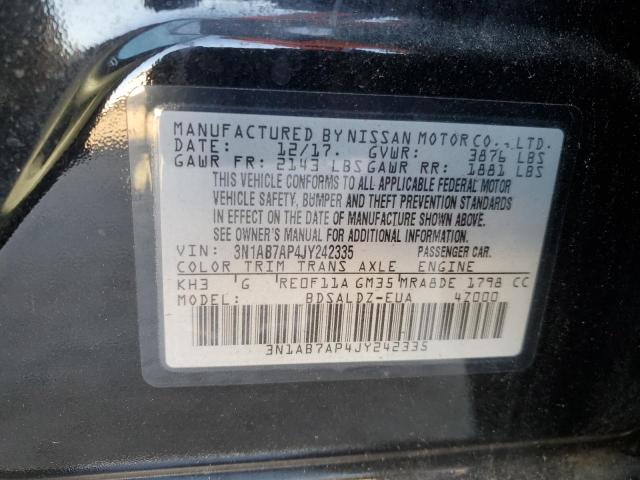 MANUFACTURED BY NISSAN MOTOR CO., LTD.
DATE: 12/17. GVWR: 3876 LBS
GAWR FR: 2143 LBS GAWR RR: 1881 LBS
THIS VEHICLE CONFORMS TO ALL APPLICABLE FEDERAL MOTOR
VEHICLE SAFETY, BUMPER AND THEFT PREVENTION STANDARDS
IN EFFECT ON THE DATE OF MANUFACTURE SHOWN ABOVE.
SEE OWNER'S MANUAL FOR ADDITIONAL INFORMATION.
VIN: 3N1AB7AP4JY242335 PASSENGER CAR.
COLOR TRIM TRANS AXLE ENGINE
KH3 G RE0F11A GM35 MRA8DE 1798 CC
MODEL: BDSALDZ-EUA 4Z000
3N1AB7AP4JY242335